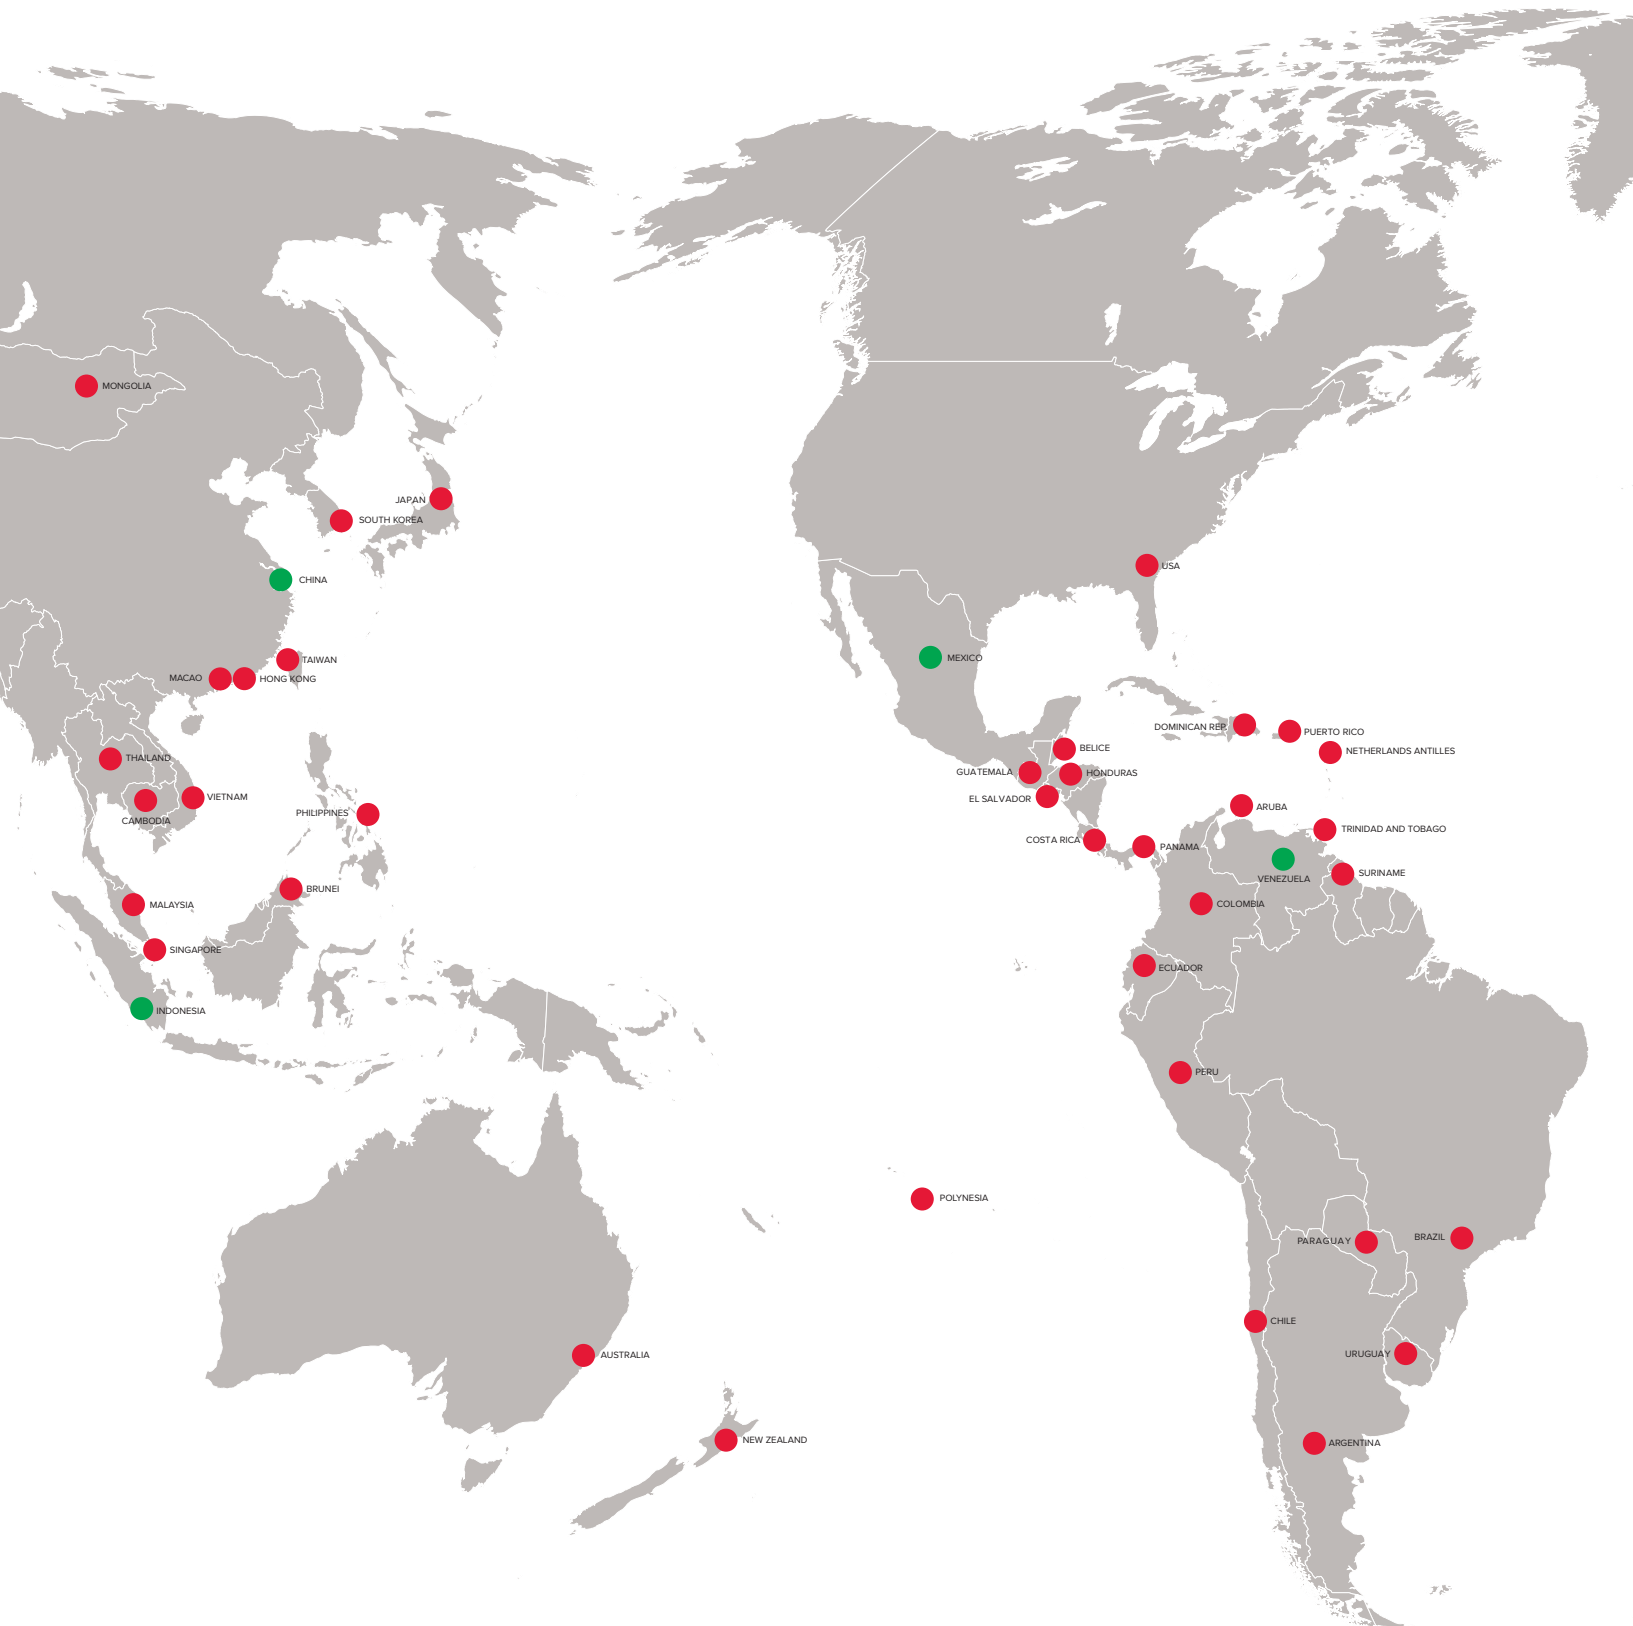 MONGOLIA
JAPAN
SOUTH KOREA
USA
CHINA
MEXICO
TAIWAN
MACAO
HONG KONG
DOMINICAN REP.
PUERTO RICO
BELICE
NETHERLANDS ANTILLES
THAILAND
GUATEMALA
HONDURAS
VIETNAM
EL SALVADOR
ARUBA
PHILIPPINES
CAMBODIA
TRINIDAD AND TOBAGO
COSTA RICA
PANAMA
SURINAME
VENEZUELA
BRUNEI
MALAYSIA
COLOMBIA
SINGAPORE
ECUADOR
INDONESIA
PERU
POLYNESIA
BRAZIL
PARAGUAY
CHILE
URUGUAY
AUSTRALIA
NEW ZEALAND
ARGENTINA